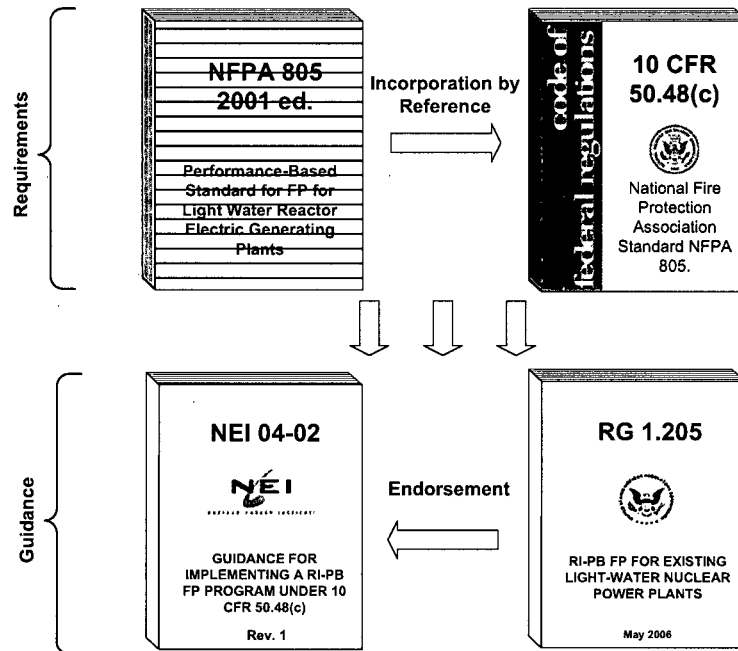 Requirements
NFPA 805
2001 ed.
Performance-Based
Standard for FP for
Light Water Reactor
Electric Generating
Plants
Incorporation by
Reference
code of
federal regulations
10 CFR
50.48(c)
National Fire
Protection
Association
Standard NFPA
805.
Guidance
NEI 04-02
NEI
GUIDANCE FOR
IMPLEMENTING A RI-PB
FP PROGRAM UNDER 10
CFR 50.48(c)
Rev. 1
Endorsement
RG 1.205
RI-PB FP FOR EXISTING
LIGHT-WATER NUCLEAR
POWER PLANTS
May 2006